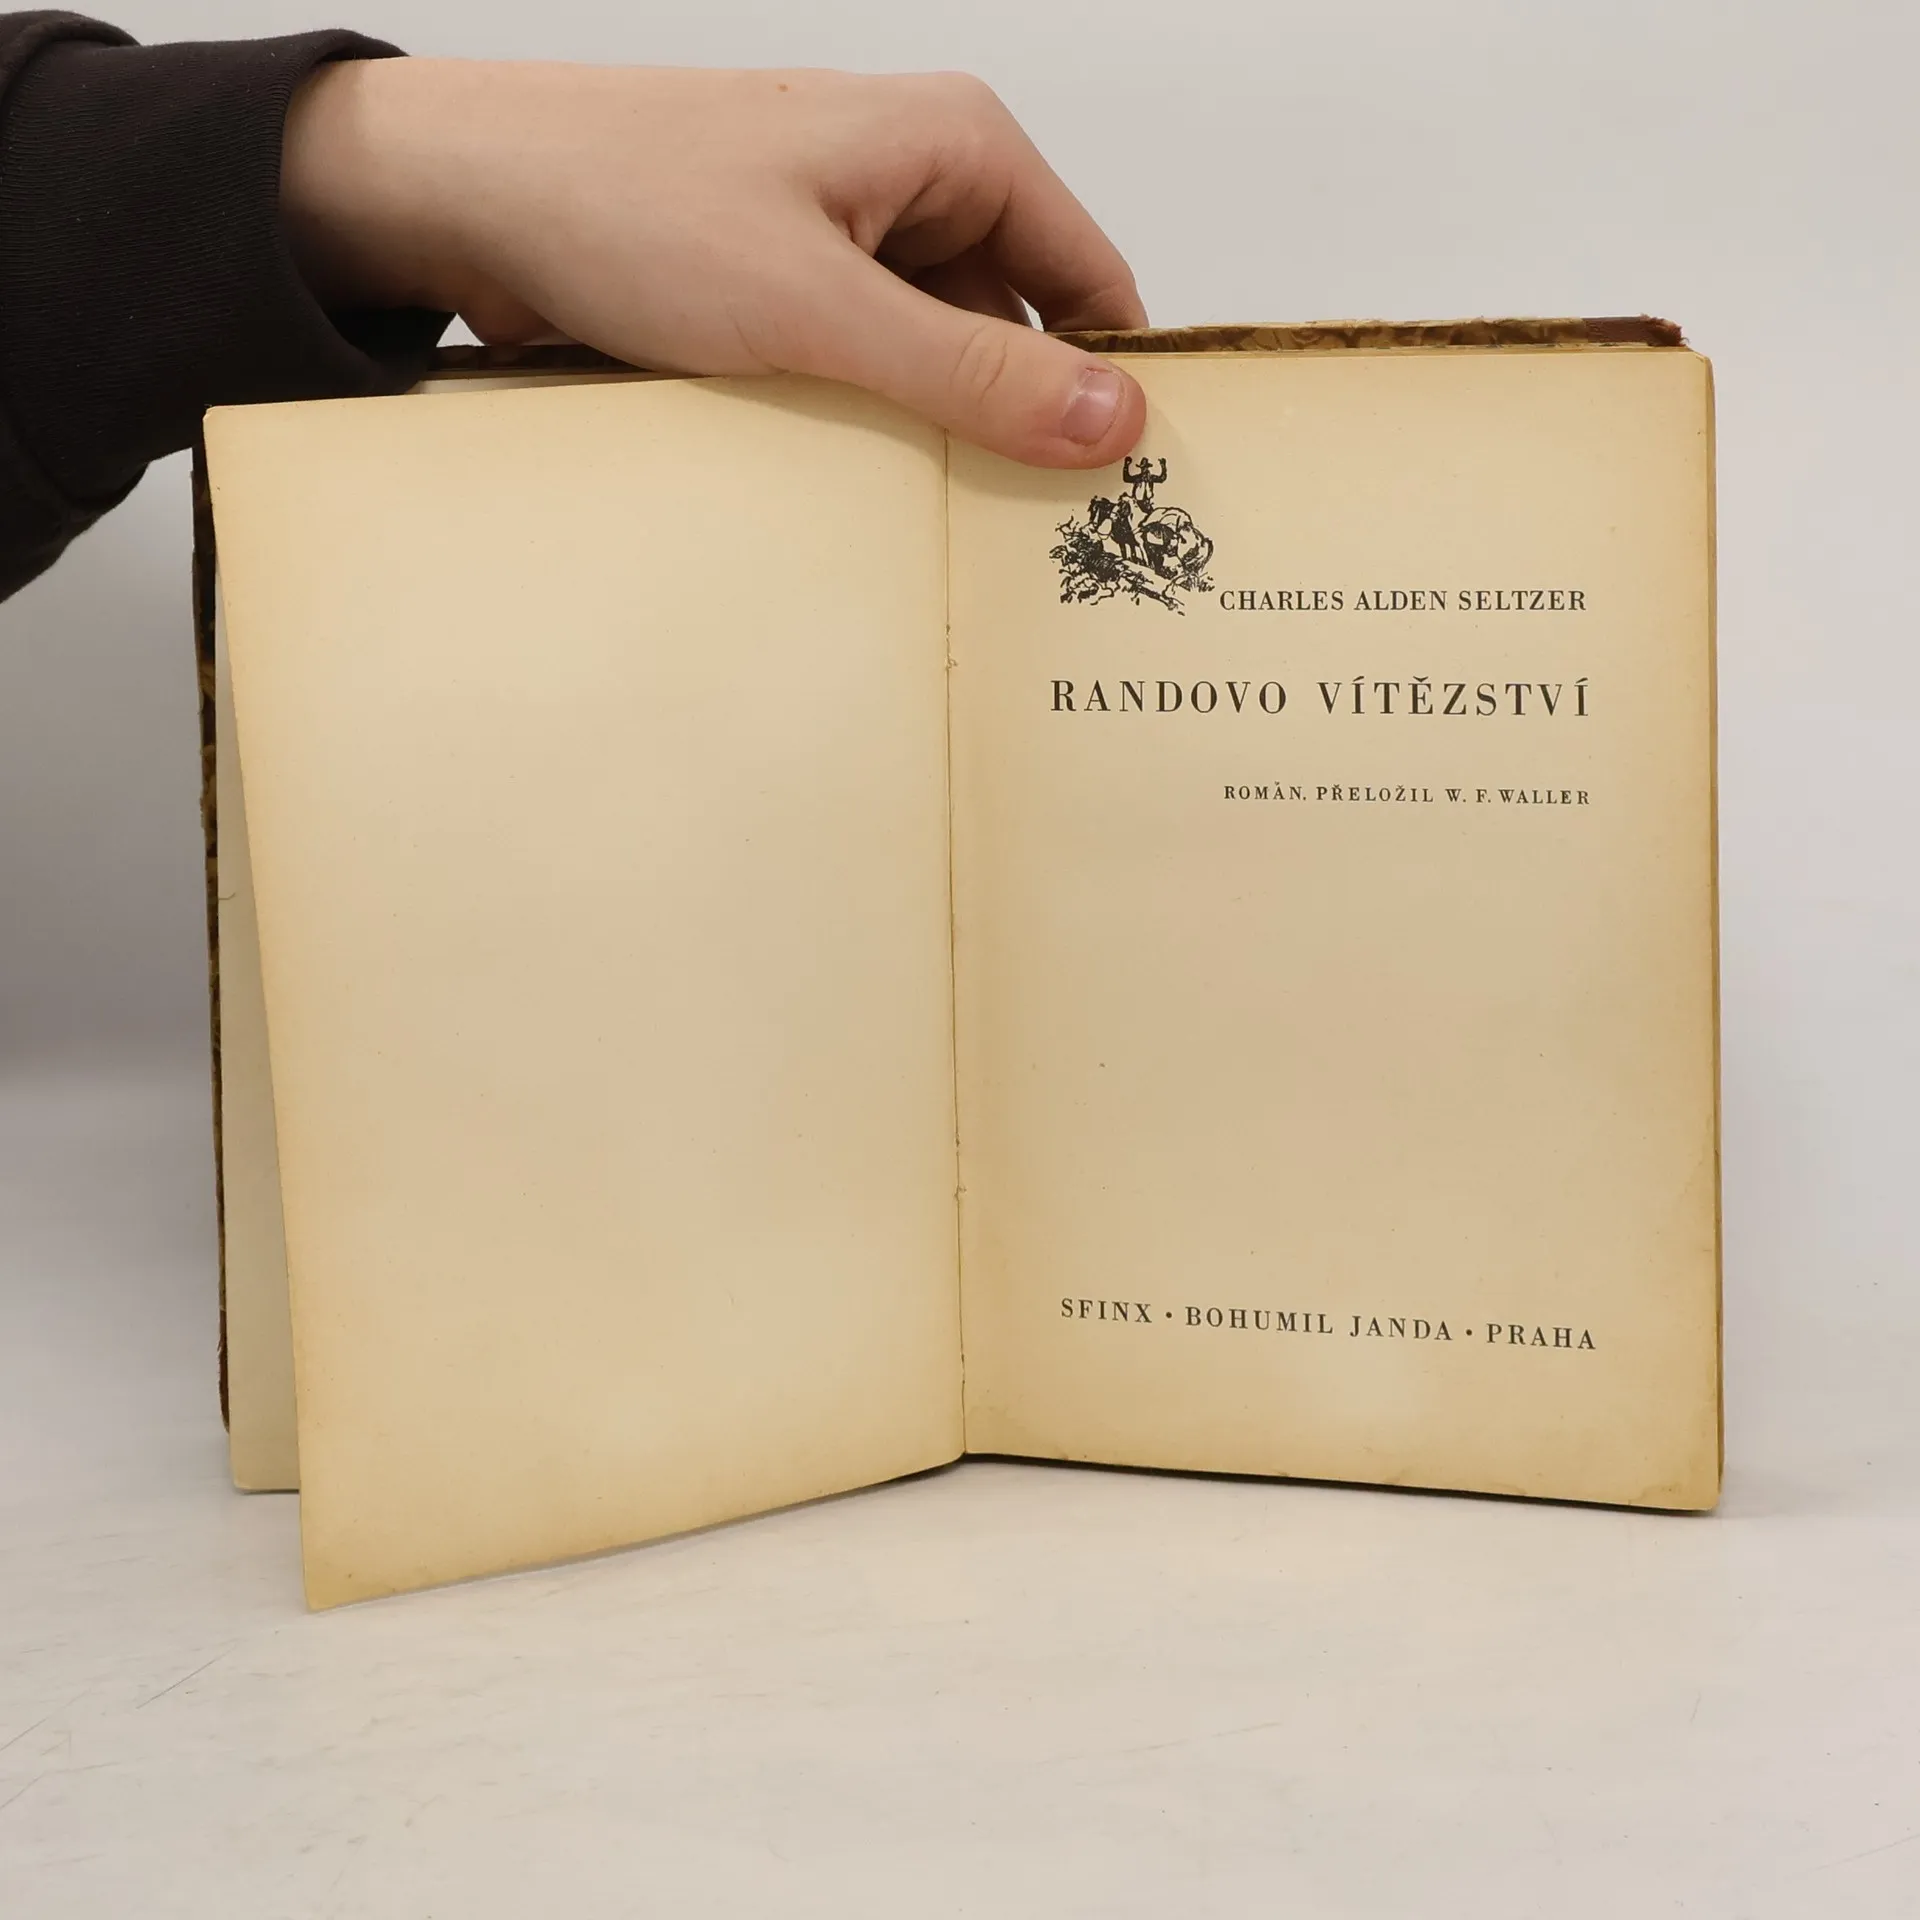 CHARLES ALDEN SELTZER
RANDOVO VÍTĚZSTVÍ
ROMÁN. PŘELOŽIL W. F. WALLER
SFINX • BOHUMIL JANDA • PRAHA